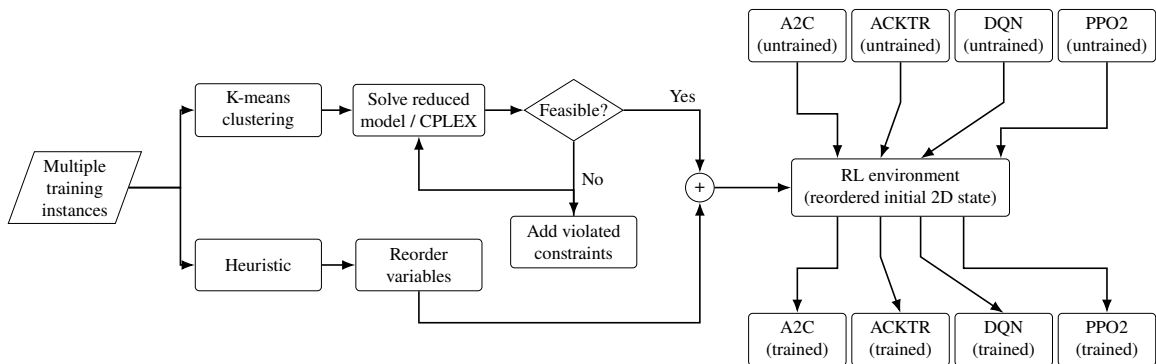 A2C
(untrained)
ACKTR
(untrained)
DQN
(untrained)
PPO2
(untrained)
K-means
clustering
Solve reduced
model / CPLEX
Feasible?
Yes
No
Multiple
training
instances
+
RL environment
(reordered initial 2D state)
Add violated
constraints
Heuristic
Reorder
variables
A2C
(trained)
ACKTR
(trained)
DQN
(trained)
PPO2
(trained)